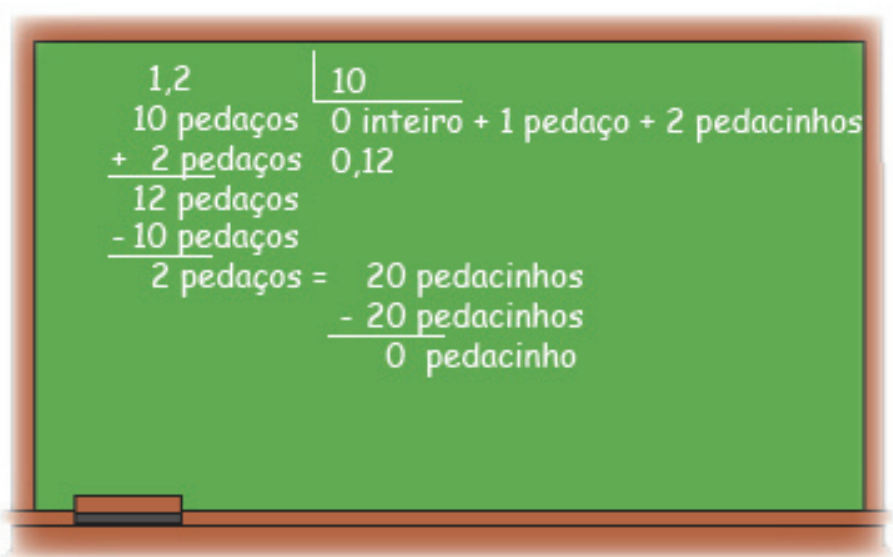 1,2 10
10 pedaços 0 inteiro + 1 pedaço + 2 pedacinhos
+ 2 pedaços 0,12
12 pedaços
- 10 pedaços
2 pedaços = 20 pedacinhos
- 20 pedacinhos
0 pedacinho